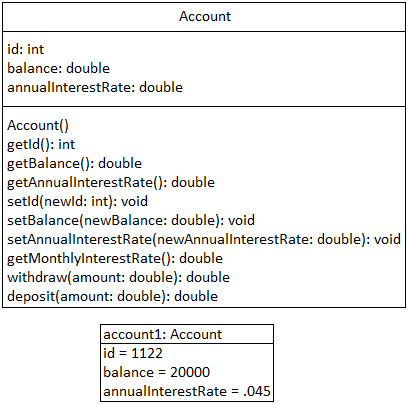 Account
id: int
balance: double
annualInterestRate: double
Account()
getId(): int
getBalance(): double
getAnnualInterestRate(): double
setId(newId: int): void
setBalance(newBalance: double): void
setAnnualInterestRate(newAnnualInterestRate: double): void
getMonthlyInterestRate(): double
withdraw(amount: double): double
deposit(amount: double): double
account1: Account
id = 1122
balance = 20000
annualInterestRate = .045